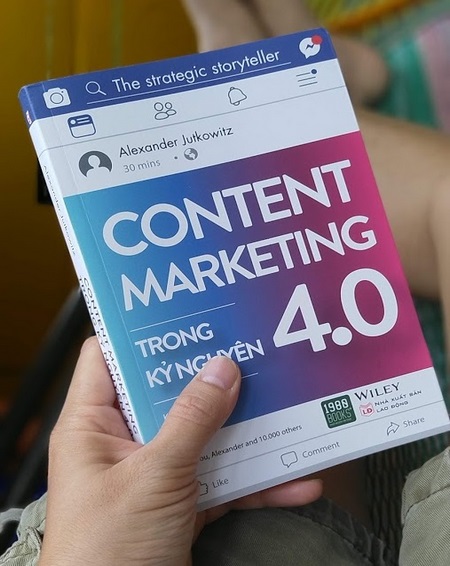 The strategic storyteller
Alexander Jutkowitz
30 mins
CONTENT
MARKETING
TRONG
KỶ NGUYÊN
4.0
1980 BOOKS
WILEY
NHÀ XUẤT BẢN
LAO ĐỘNG
LĐ
ou, Alexander and 10.000 others
Like
Comment
Share